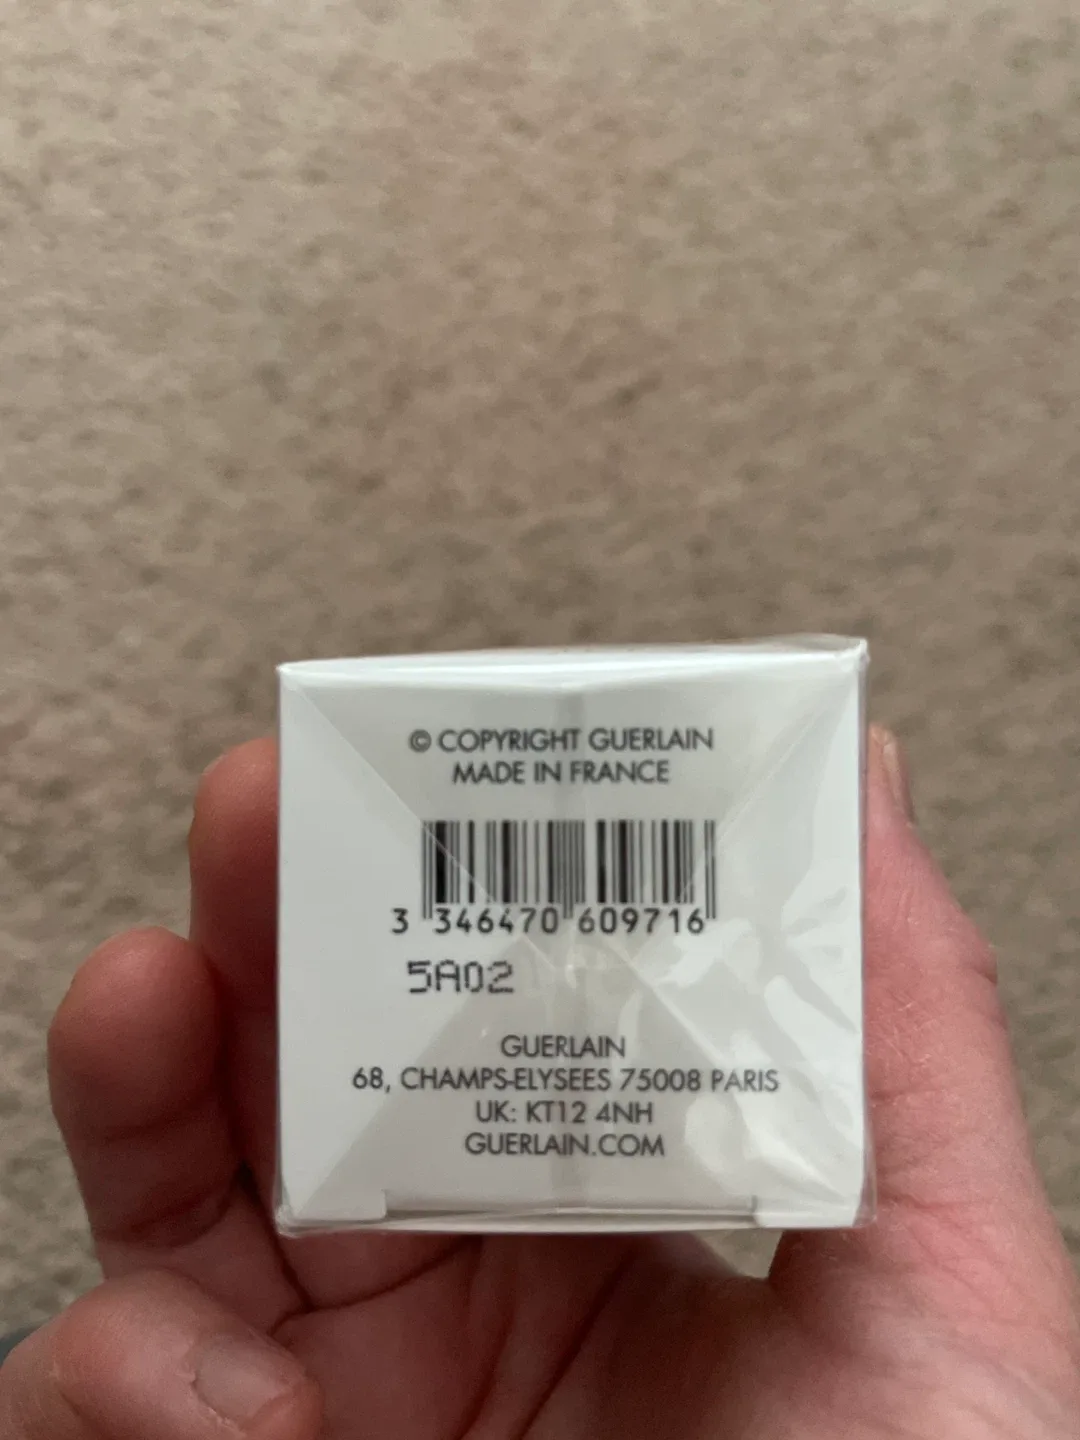 © COPYRIGHT GUERLAIN
MADE IN FRANCE
3 346470 609716
5A02
GUERLAIN
68, CHAMPS-ELYSEES 75008 PARIS
UK: KT12 4NH
GUERLAIN.COM